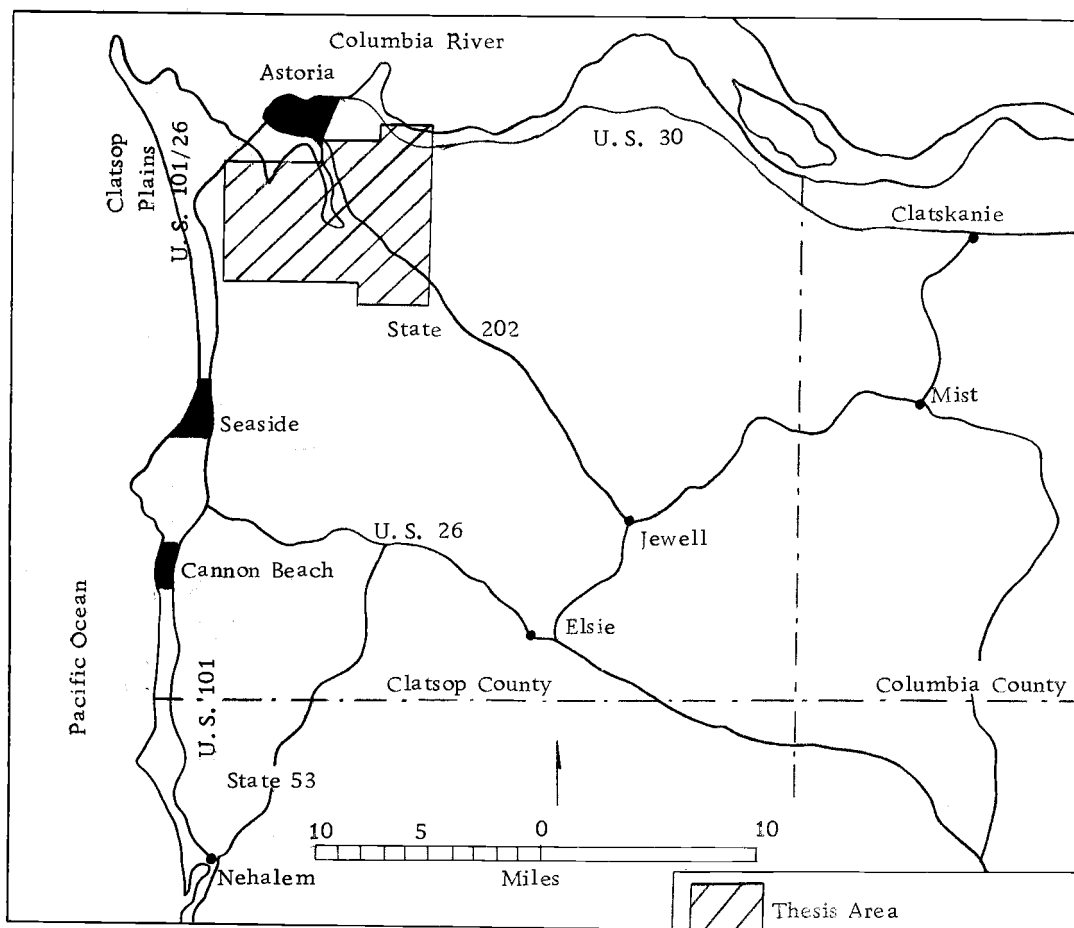 Columbia River
Astoria
U. S. 30
Clatsop
Plains
U. S. 101/26
Clatskanie
State 202
Mist
Seaside
U. S. 26
Jewell
Cannon Beach
Elsie
Pacific Ocean
Clatsop County
Columbia County
U. S. 101
State 53
10 5 0 10
Nehalem
Miles
Thesis Area